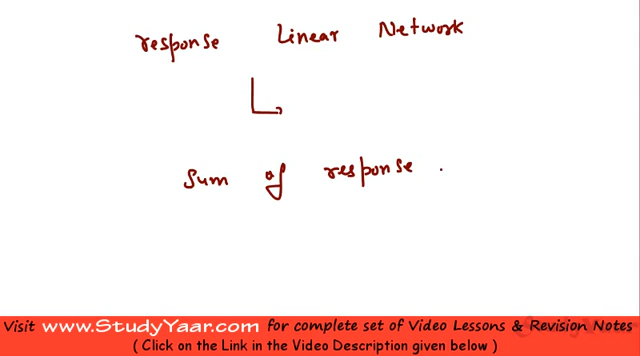 response Linear Network
Sum of response .
Visit www.StudyYaar.com for complete set of Video Lessons & Revision Notes
( Click on the Link in the Video Description given below )